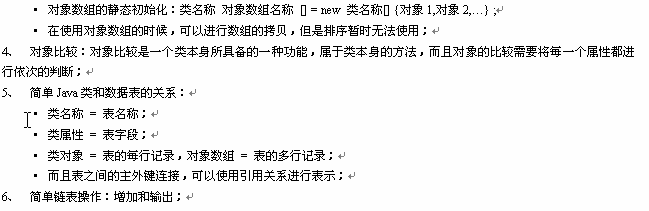 · 对象数组的静态初始化：类名称 对象数组名称 [] = new 类名称[] {对象1,对象2,…} ;
· 在使用对象数组的时候，可以进行数组的拷贝，但是排序暂时无法使用；
4、 对象比较：对象比较是一个类本身所具备的一种功能，属于类本身的方法，而且对象的比较需要将每一个属性都进
行依次的判断；
5、 简单 Java 类和数据表的关系：
· 类名称 = 表名称；
· 类属性 = 表字段；
· 类对象 = 表的每行记录，对象数组 = 表的多行记录；
· 而且表之间的主外键连接，可以使用引用关系进行表示；
6、 简单链表操作：增加和输出；